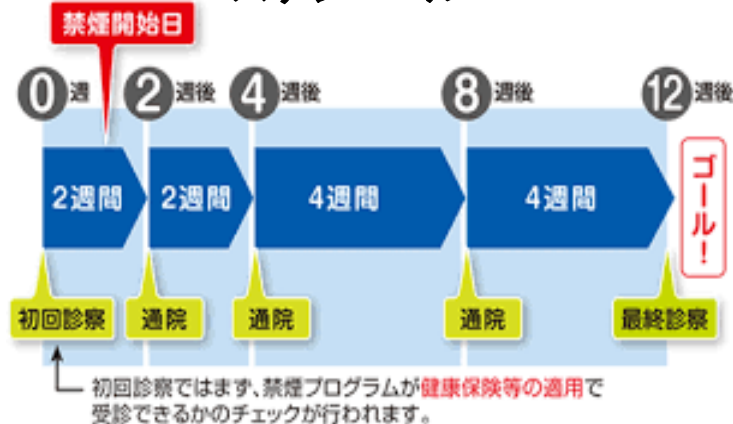 禁煙開始日
0週 2週後 4週後 8週後 12週後
2週間 2週間 4週間 4週間 ゴール!
初回診察 通院 通院 通院 最終診察
初回診察ではまず、禁煙プログラムが健康保険等の適用で
受診できるかのチェックが行われます。